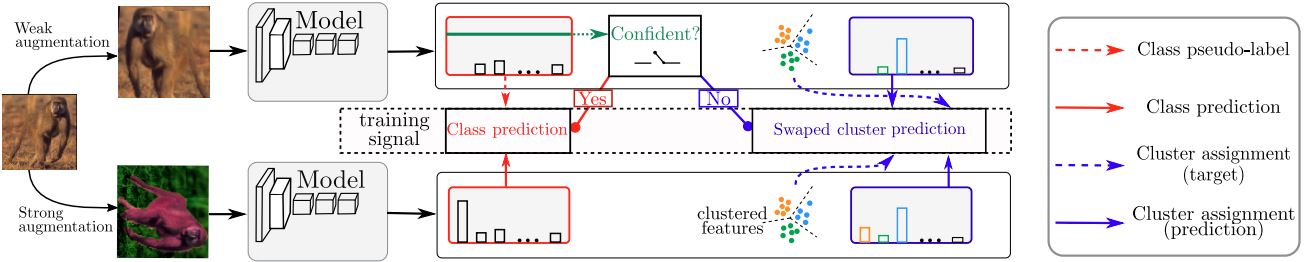 Weak
augmentation
Model
Confident?
Yes
No
training
signal
Class prediction
Swaped cluster prediction
Strong
augmentation
Model
clustered
features
Class pseudo-label
Class prediction
Cluster assignment
(target)
Cluster assignment
(prediction)